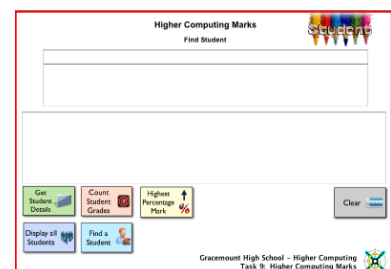 Higher Computing Marks
Find Student
Student
Get
Student
Details
Count
Student
Grades
Highest
Percentage
Mark
%
Clear
Display all
Students
Find a
Student
Gracemount High School - Higher Computing
Task 9: Higher Computing Marks